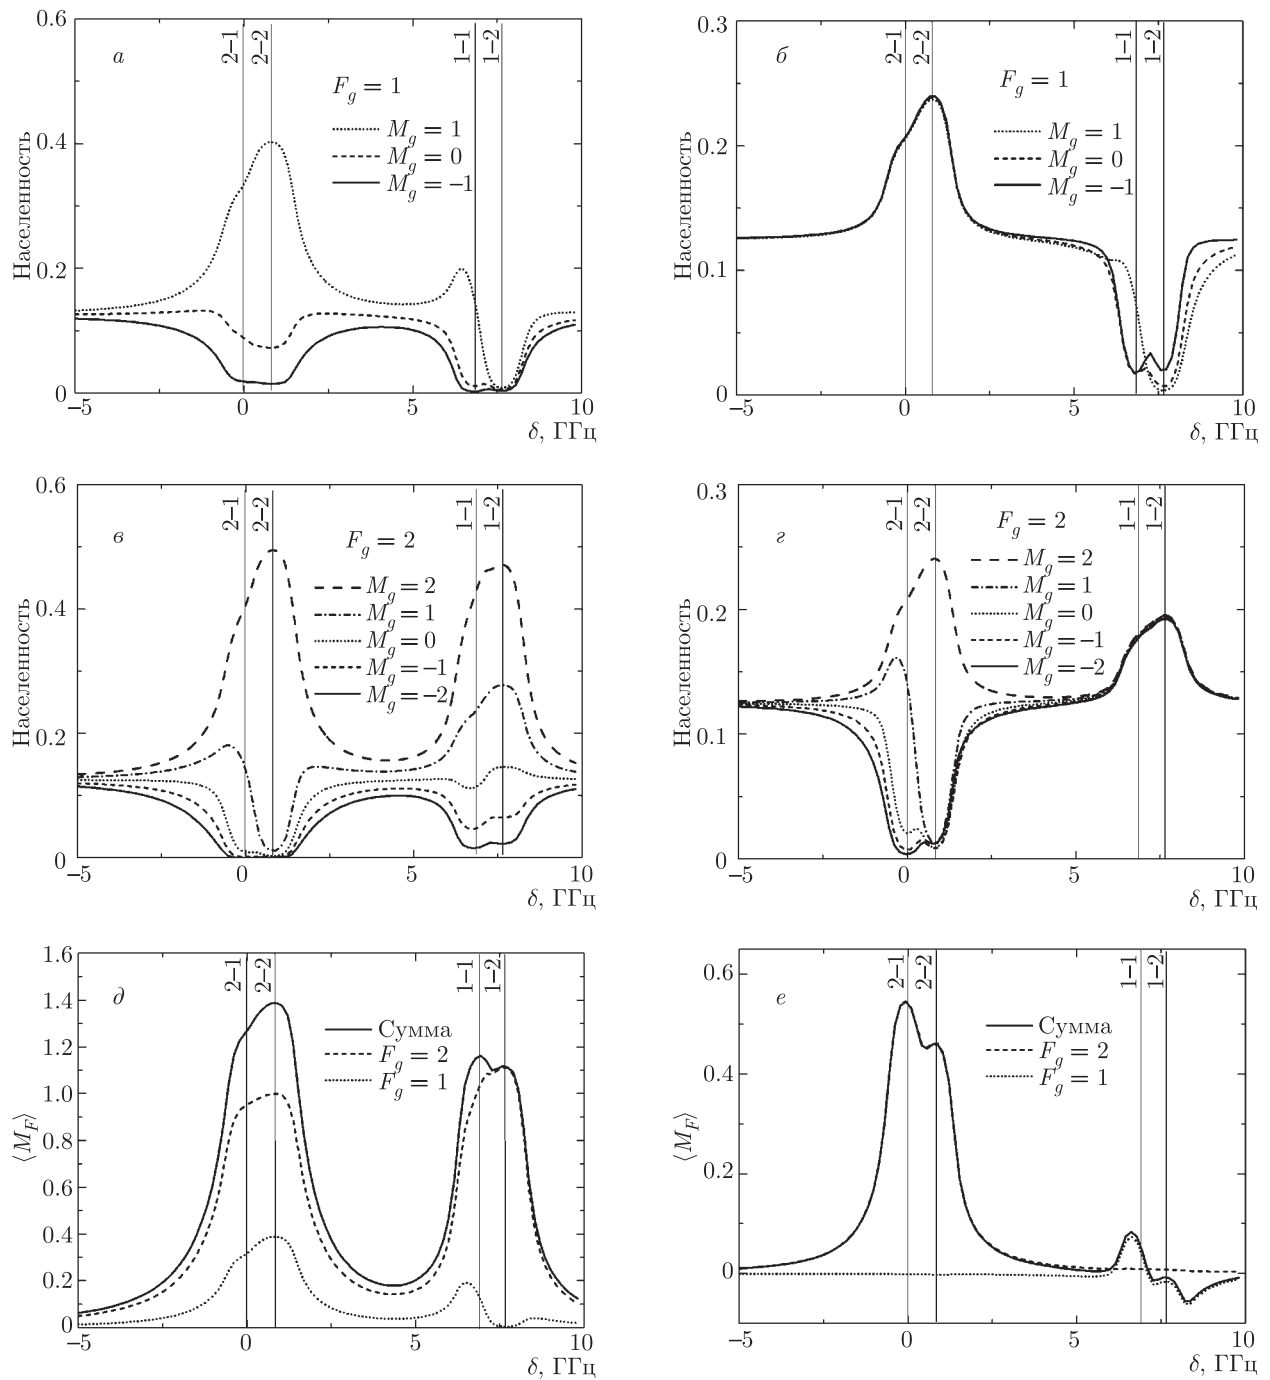 0.6
2–1
2–2
1–1
1–2
а
F_g = 1
M_g = 1
M_g = 0
M_g = −1
0.4
Населенность
0.2
0
−5
0
5
10
δ, ГГц
0.3
2–1
2–2
1–1
1–2
б
F_g = 1
M_g = 1
M_g = 0
M_g = −1
0.2
Населенность
0.1
0
−5
0
5
10
δ, ГГц
0.6
2–1
2–2
1–1
1–2
в
F_g = 2
M_g = 2
M_g = 1
M_g = 0
M_g = −1
M_g = −2
0.4
Населенность
0.2
0
−5
0
5
10
δ, ГГц
0.3
2–1
2–2
1–1
1–2
г
F_g = 2
M_g = 2
M_g = 1
M_g = 0
M_g = −1
M_g = −2
0.2
Населенность
0.1
0
−5
0
5
10
δ, ГГц
1.6
2–1
2–2
1–1
1–2
д
1.4
Сумма
F_g = 2
F_g = 1
1.2
1.0
0.8
⟨M_F⟩
0.6
0.4
0.2
0
−5
0
5
10
δ, ГГц
0.6
2–1
2–2
1–1
1–2
е
Сумма
F_g = 2
F_g = 1
0.4
⟨M_F⟩
0.2
0
−5
0
5
10
δ, ГГц